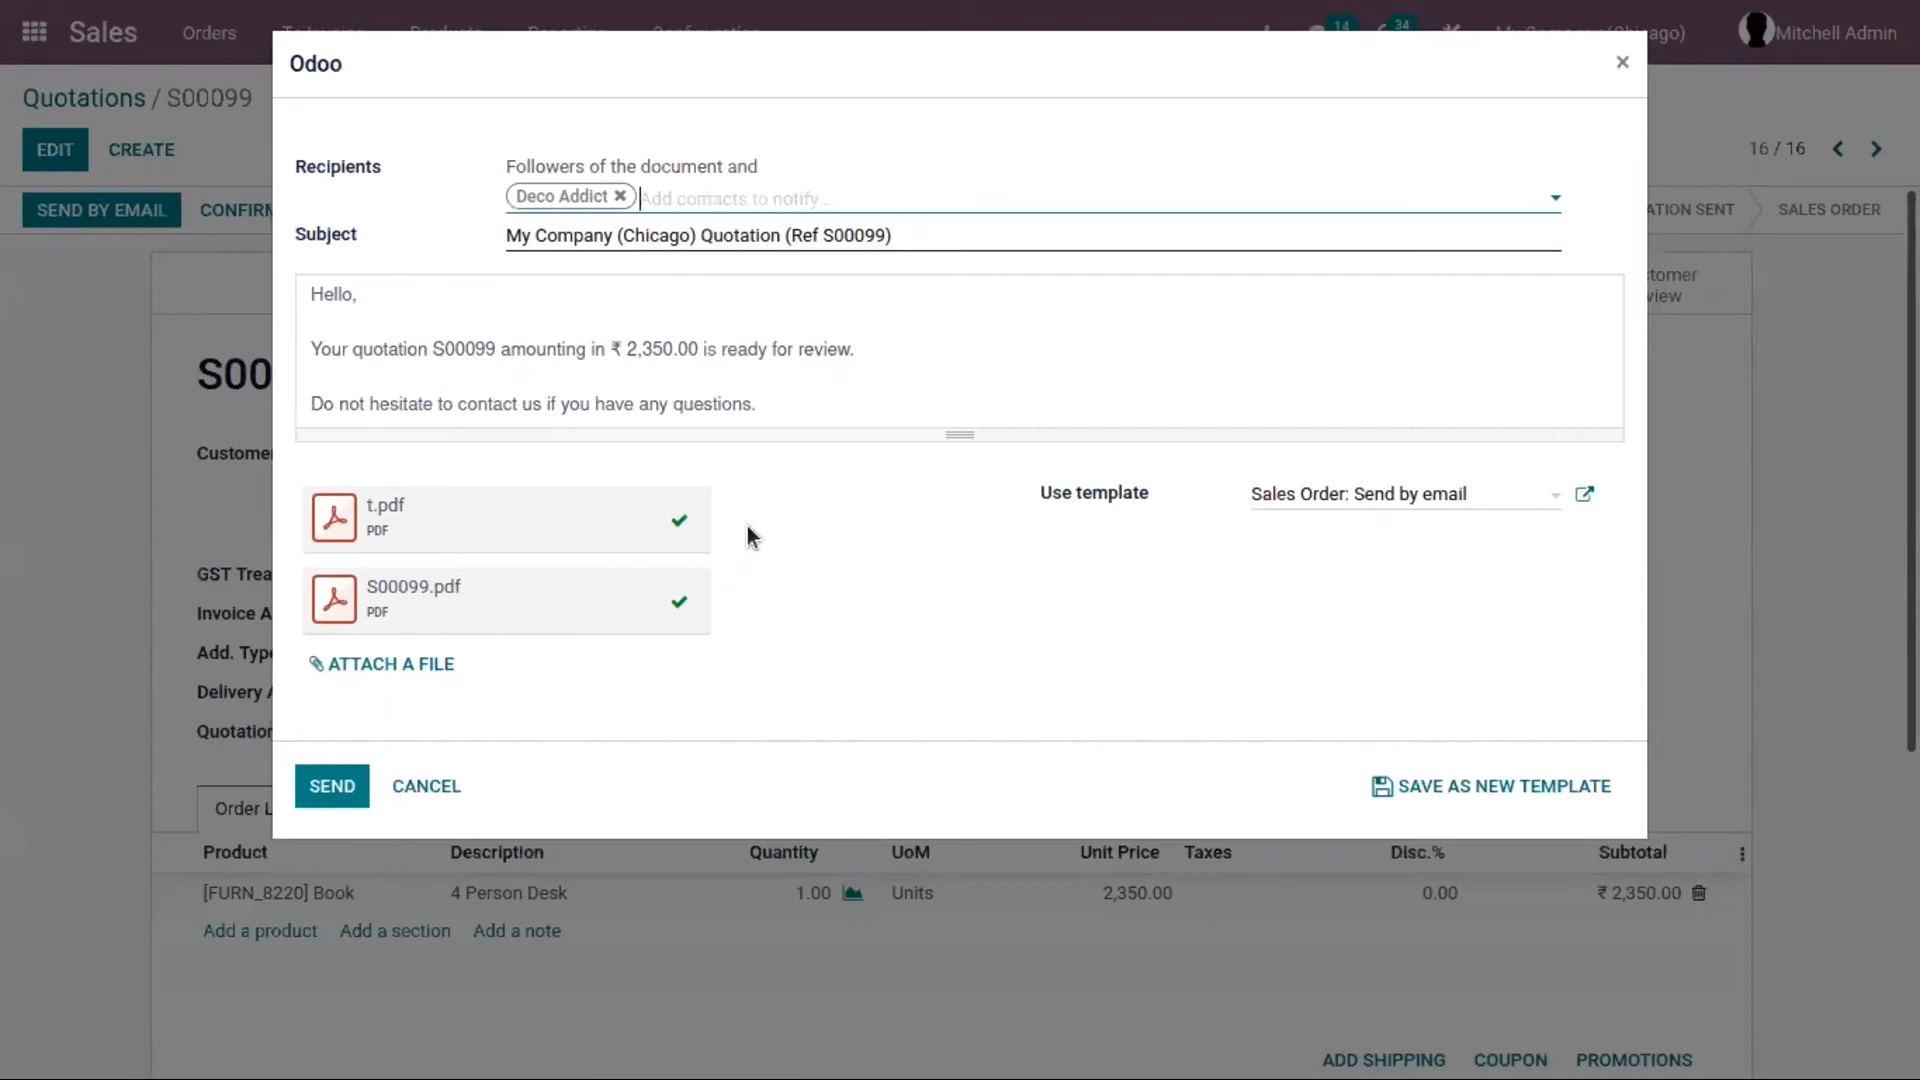 Sales Orders
14 34 ago) Mitchell Admin
Odoo ×
Quotations / S00099
EDIT CREATE
16 / 16
SEND BY EMAIL CONFIRM
ATION SENT SALES ORDER
Recipients Followers of the document and
Deco Addict ✖ Add contacts to notify...
Subject My Company (Chicago) Quotation (Ref S00099)
Hello,
Your quotation S00099 amounting in ₹ 2,350.00 is ready for review.
Do not hesitate to contact us if you have any questions.
tomer
view
S00
Custome
GST Trea
Invoice A
Add. Type
Delivery A
Quotation
t.pdf
PDF
S00099.pdf
PDF
ATTACH A FILE
Use template Sales Order: Send by email
SEND CANCEL SAVE AS NEW TEMPLATE
Order L
Product Description Quantity UoM Unit Price Taxes Disc.% Subtotal
[FURN_8220] Book 4 Person Desk 1.00 Units 2,350.00 0.00 ₹ 2,350.00
Add a product Add a section Add a note
ADD SHIPPING COUPON PROMOTIONS